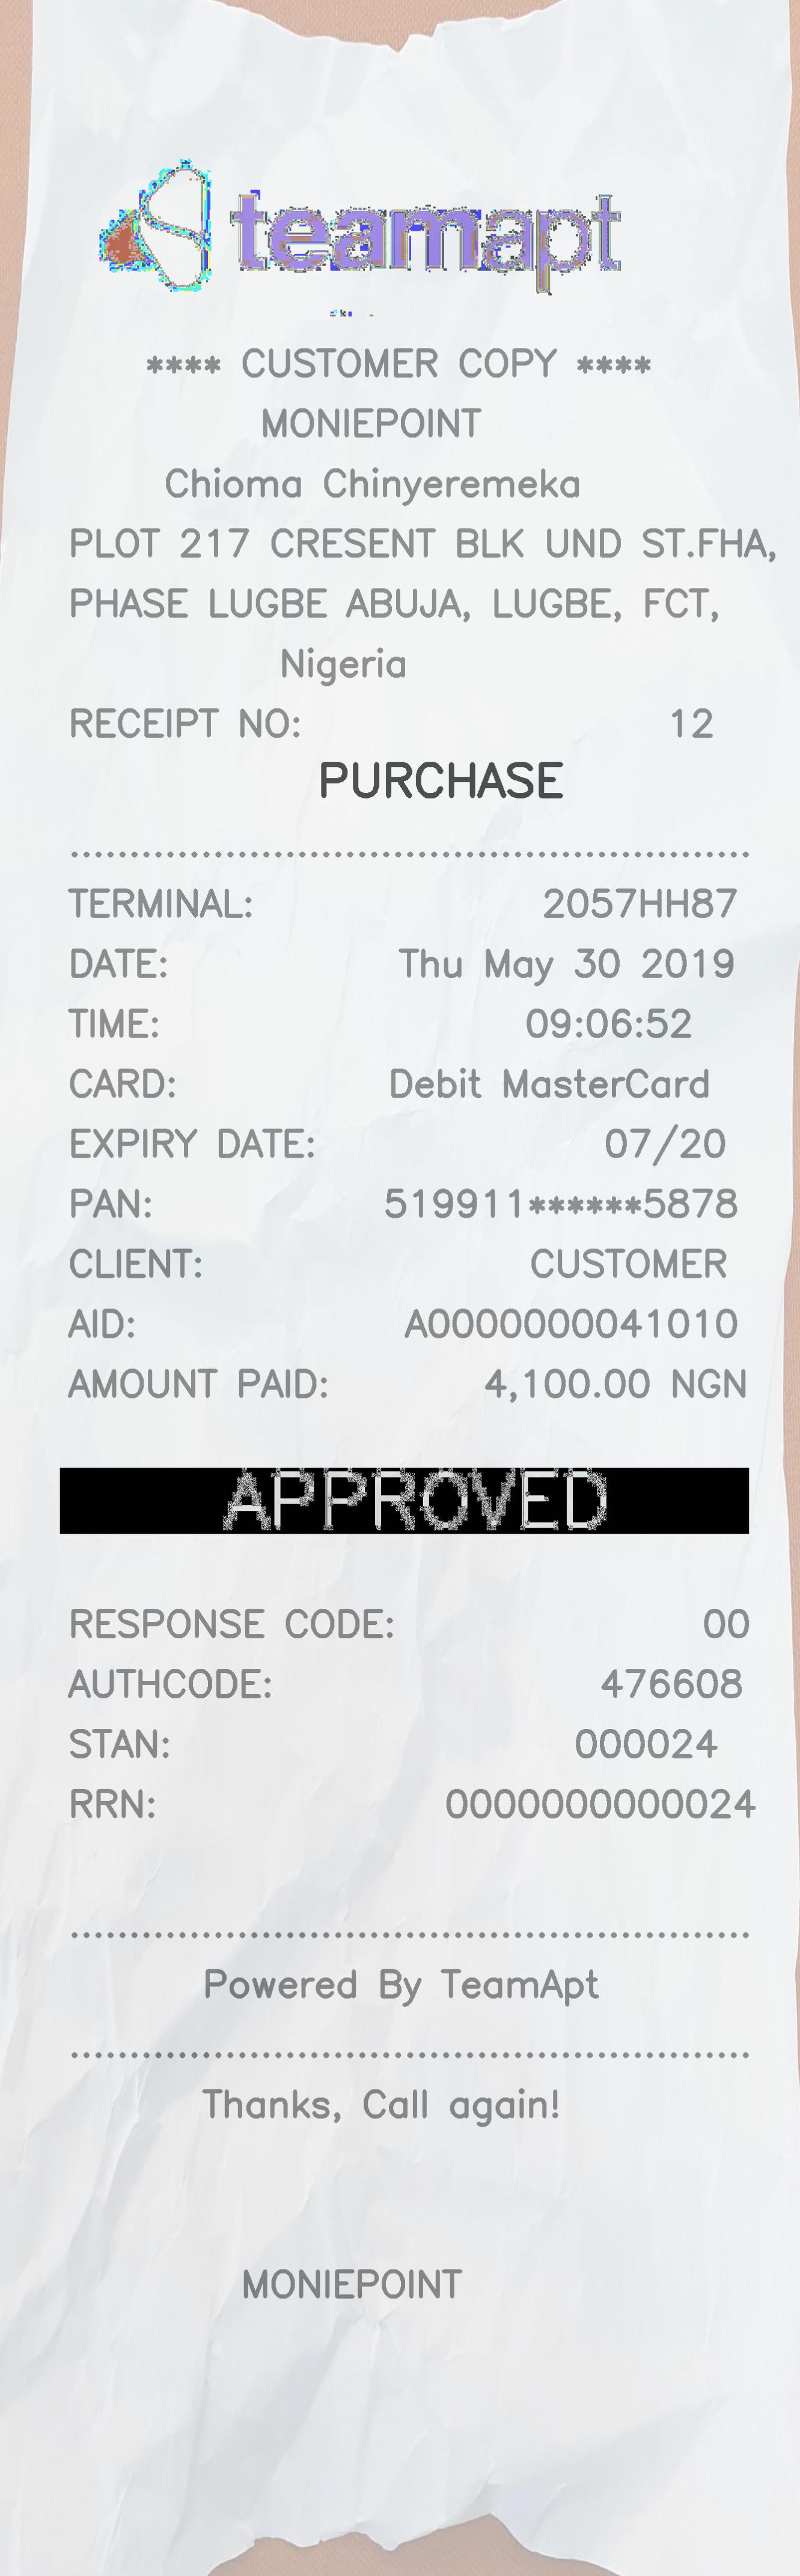 teamapt
**** CUSTOMER COPY ****
MONIEPOINT
Chioma Chinyeremeka
PLOT 217 CRESENT BLK UND ST.FHA,
PHASE LUGBE ABUJA, LUGBE, FCT,
Nigeria
RECEIPT NO: 12
PURCHASE
TERMINAL: 2057HH87
DATE: Thu May 30 2019
TIME: 09:06:52
CARD: Debit MasterCard
EXPIRY DATE: 07/20
PAN: 519911******5878
CLIENT: CUSTOMER
AID: A0000000041010
AMOUNT PAID: 4,100.00 NGN
APPROVED
RESPONSE CODE: 00
AUTHCODE: 476608
STAN: 000024
RRN: 0000000000024
Powered By TeamApt
Thanks, Call again!
MONIEPOINT